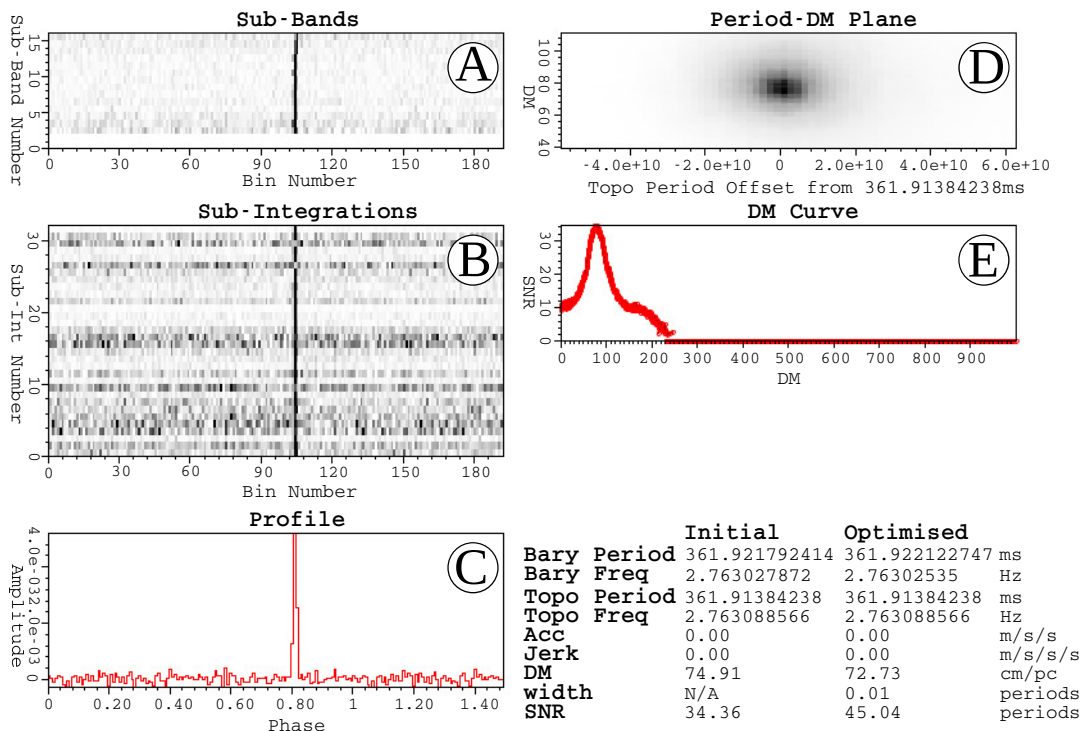 Sub-Bands
A
Sub-Band Number
15
10
5
0
0 30 60 90 120 150 180
Bin Number
Period-DM Plane
D
DM
100
80
60
40
-4.0e+10 -2.0e+10 0 2.0e+10 4.0e+10 6.0e+10
Topo Period Offset from 361.91384238ms
Sub-Integrations
B
Sub-Int Number
30
20
10
0
0 30 60 90 120 150 180
Bin Number
DM Curve
E
SNR
30
20
10
0
0 100 200 300 400 500 600 700 800 900
DM
Profile
C
Amplitude
4.0e-032.0e-03
0
0 0.20 0.40 0.60 0.80 1 1.20 1.40
Phase
Initial Optimised
Bary Period 361.921792414 361.922122747 ms
Bary Freq 2.763027872 2.76302535 Hz
Topo Period 361.91384238 361.91384238 ms
Topo Freq 2.763088566 2.763088566 Hz
Acc 0.00 0.00 m/s/s
Jerk 0.00 0.00 m/s/s/s
DM 74.91 72.73 cm/pc
width N/A 0.01 periods
SNR 34.36 45.04 periods